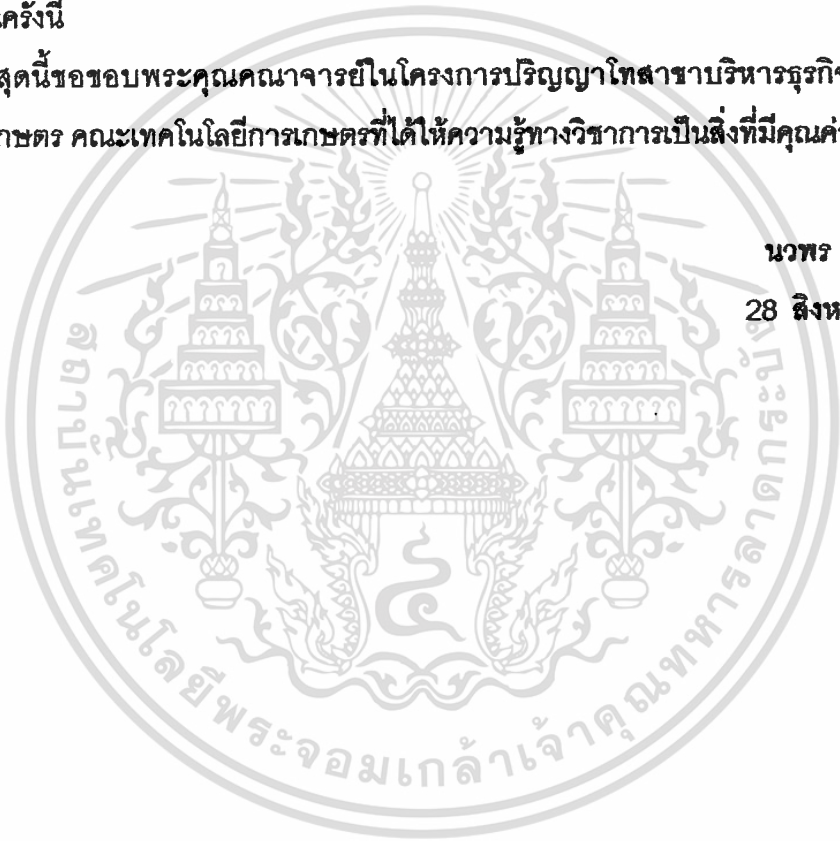 ครั้งนี้
สุดนี้ขอขอบพระคุณคณาจารย์ในโครงการปริญญาโทสาขาบริหารธุรกิจ
กษตร คณะเทคโนโลยีการเกษตรที่ได้ให้ความรู้ทางวิชาการเป็นสิ่งที่มีคุณค่า
นวพร
28 สิงห
สถาบันเทคโนโลยีพระจอมเกล้าเจ้าคุณทหารลาดกระบัง